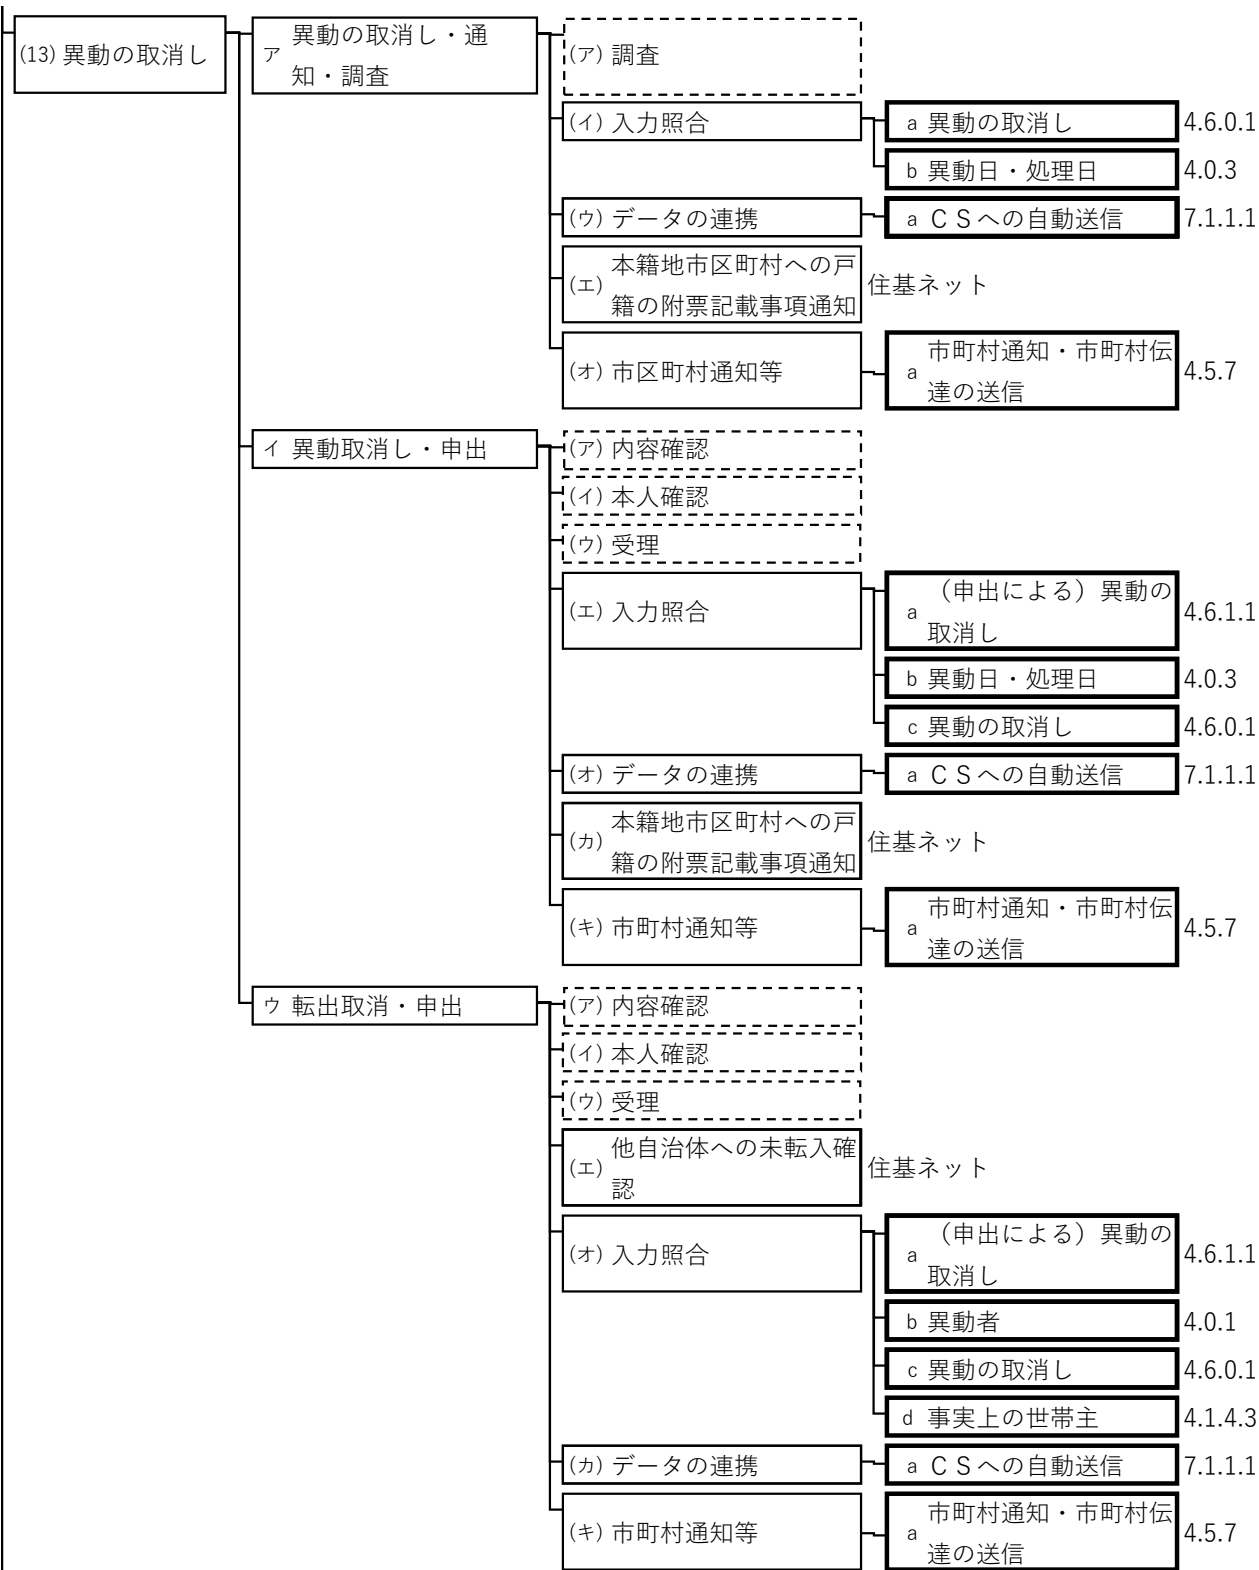 (13) 異動の取消し
ア 異動の取消し・通
知・調査
(ア) 調査
(イ) 入力照合
a 異動の取消し 4.6.0.1
b 異動日・処理日 4.0.3
(ウ) データの連携
a ＣＳへの自動送信 7.1.1.1
(エ) 本籍地市区町村への戸
籍の附票記載事項通知
住基ネット
(オ) 市区町村通知等
a 市町村通知・市町村伝
達の送信
4.5.7
イ 異動取消し・申出
(ア) 内容確認
(イ) 本人確認
(ウ) 受理
(エ) 入力照合
a （申出による）異動の
取消し
4.6.1.1
b 異動日・処理日 4.0.3
c 異動の取消し 4.6.0.1
(オ) データの連携
a ＣＳへの自動送信 7.1.1.1
(カ) 本籍地市区町村への戸
籍の附票記載事項通知
住基ネット
(キ) 市町村通知等
a 市町村通知・市町村伝
達の送信
4.5.7
ウ 転出取消・申出
(ア) 内容確認
(イ) 本人確認
(ウ) 受理
(エ) 他自治体への未転入確
認
住基ネット
(オ) 入力照合
a （申出による）異動の
取消し
4.6.1.1
b 異動者 4.0.1
c 異動の取消し 4.6.0.1
d 事実上の世帯主 4.1.4.3
(カ) データの連携
a ＣＳへの自動送信 7.1.1.1
(キ) 市町村通知等
a 市町村通知・市町村伝
達の送信
4.5.7